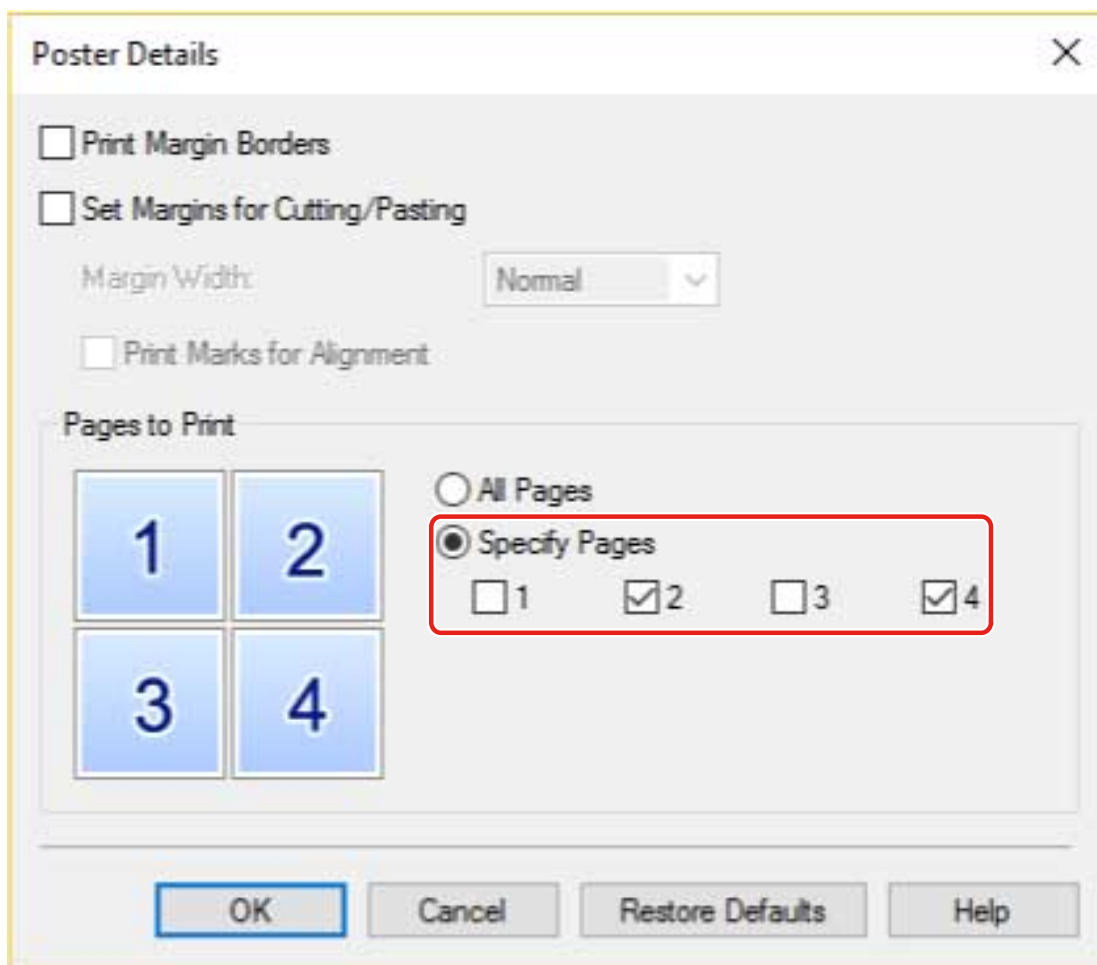 Poster Details
Print Margin Borders
Set Margins for Cutting/Pasting
Margin Width: Normal
Print Marks for Alignment
Pages to Print
1 2
3 4
All Pages
Specify Pages
1 2 3 4
OK Cancel Restore Defaults Help